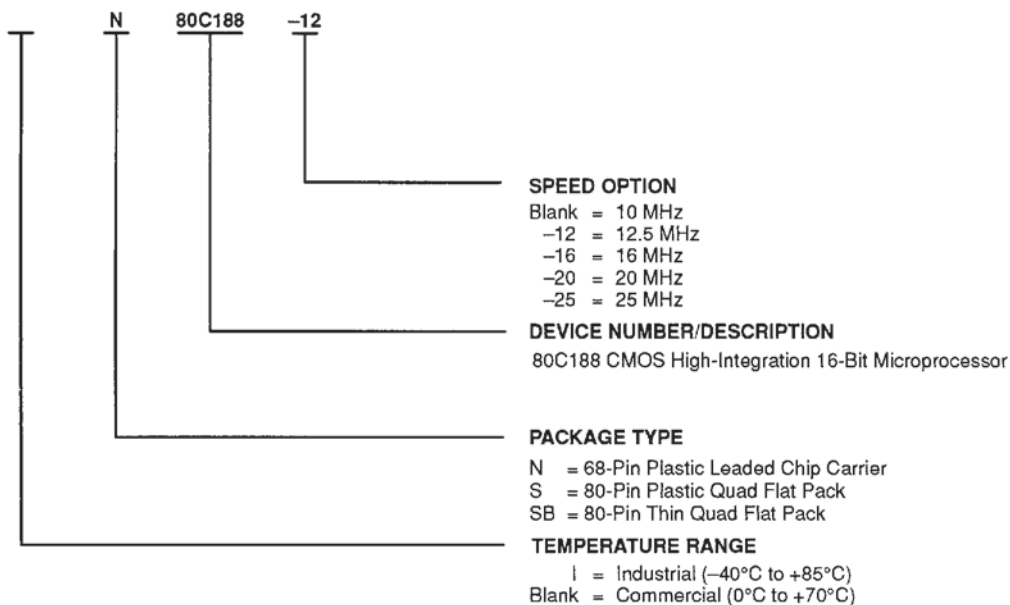 N 80C188 –12
SPEED OPTION
Blank = 10 MHz
–12 = 12.5 MHz
–16 = 16 MHz
–20 = 20 MHz
–25 = 25 MHz
DEVICE NUMBER/DESCRIPTION
80C188 CMOS High-Integration 16-Bit Microprocessor
PACKAGE TYPE
N = 68-Pin Plastic Leaded Chip Carrier
S = 80-Pin Plastic Quad Flat Pack
SB = 80-Pin Thin Quad Flat Pack
TEMPERATURE RANGE
I = Industrial (–40°C to +85°C)
Blank = Commercial (0°C to +70°C)